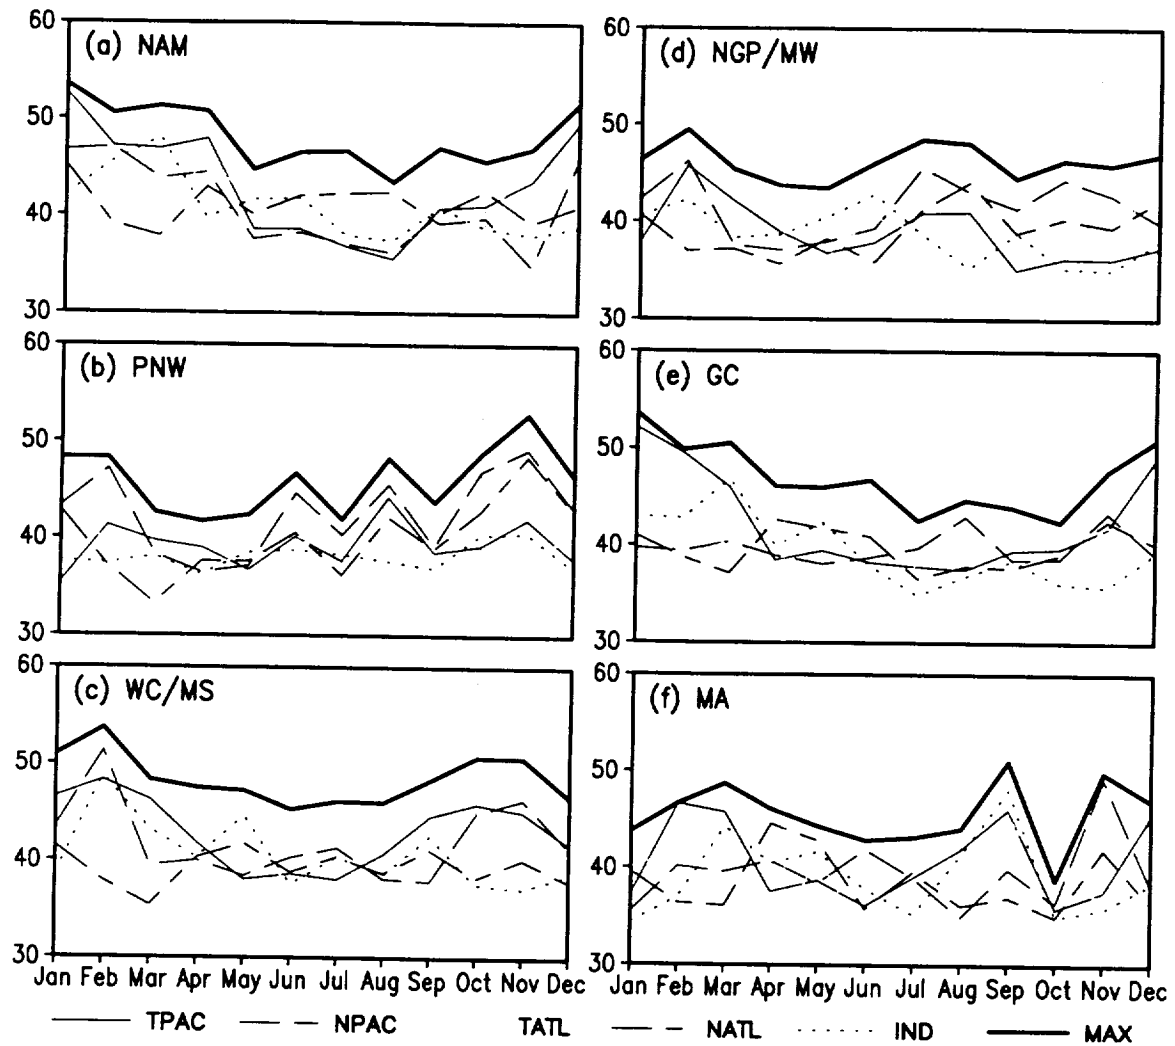 60
50
40
30
(a) NAM
60
50
40
30
(d) NGP/MW
60
50
40
30
(b) PNW
60
50
40
30
(e) GC
60
50
40
30
(c) WC/MS
60
50
40
30
(f) MA
Jan Feb Mar Apr May Jun Jul Aug Sep Oct Nov Dec
Jan Feb Mar Apr May Jun Jul Aug Sep Oct Nov Dec
TPAC NPAC TATL NATL IND MAX